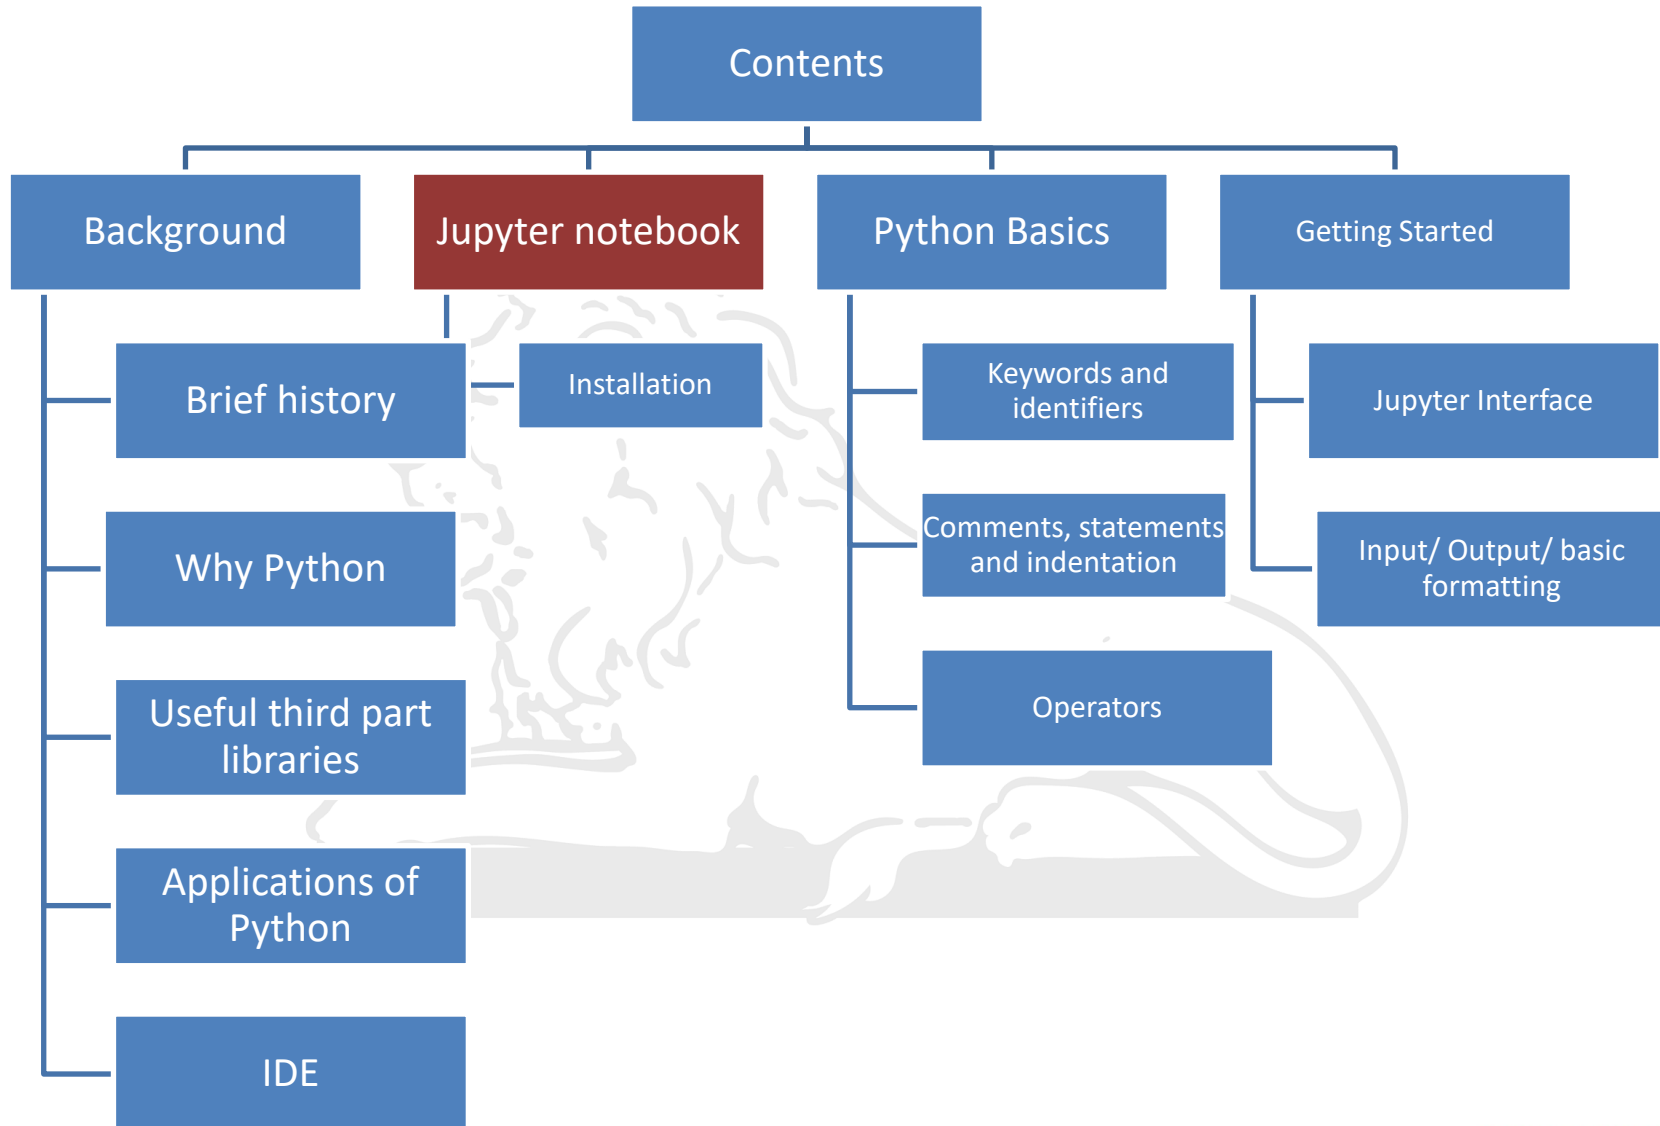 Contents
Background
Jupyter notebook
Python Basics
Getting Started
Brief history
Why Python
Useful third part
libraries
Applications of
Python
IDE
Installation
Keywords and
identifiers
Comments, statements
and indentation
Operators
Jupyter Interface
Input/ Output/ basic
formatting